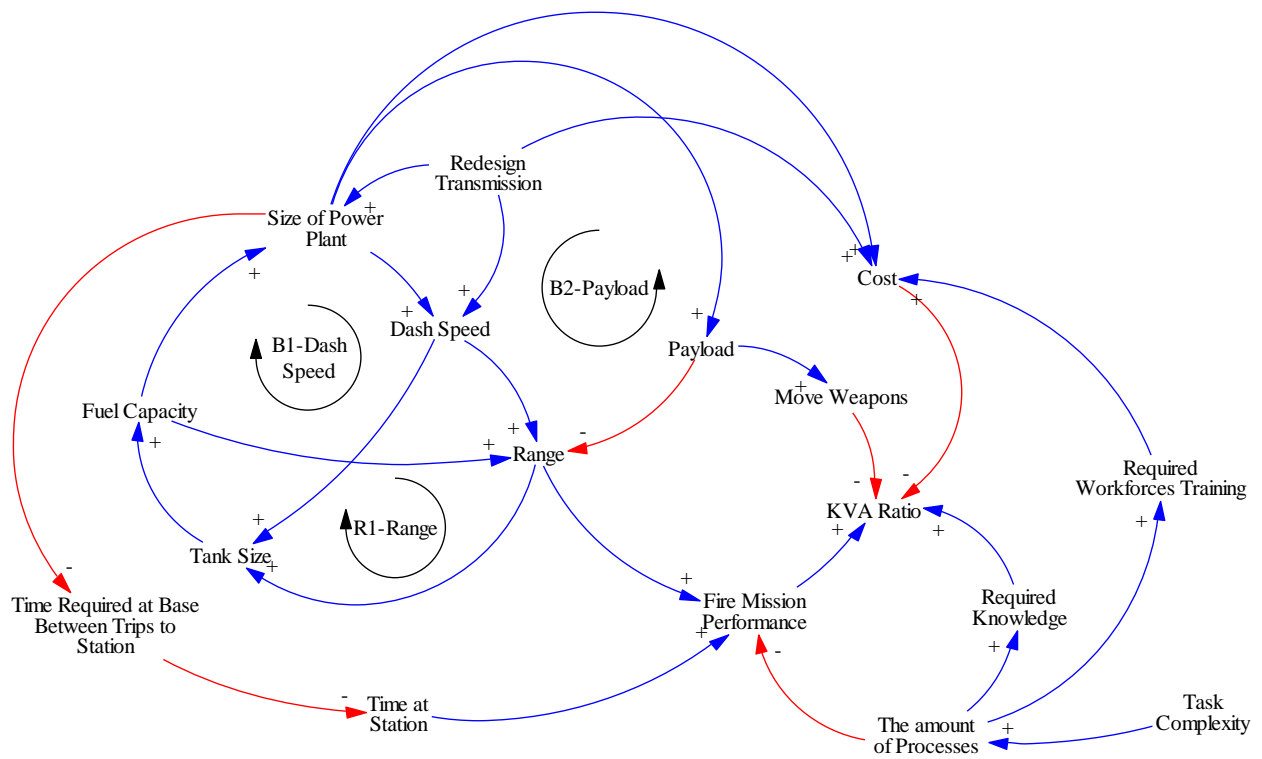 Redesign
Transmission
+
Size of Power
Plant
+
+
+
Cost
+
+
+
B2-Payload
+
+
Dash Speed
B1-Dash
Speed
+
Payload
+
Move Weapons
Fuel Capacity
+
+
-
+
Range
-
-
KVA Ratio
+
+
Required
Workforces Training
+
R1-Range
+
Tank Size
+
-
Time Required at Base
Between Trips to
Station
+
Fire Mission
Performance
+
-
Required
Knowledge
+
-
Time at
Station
The amount
of Processes
+
Task
Complexity